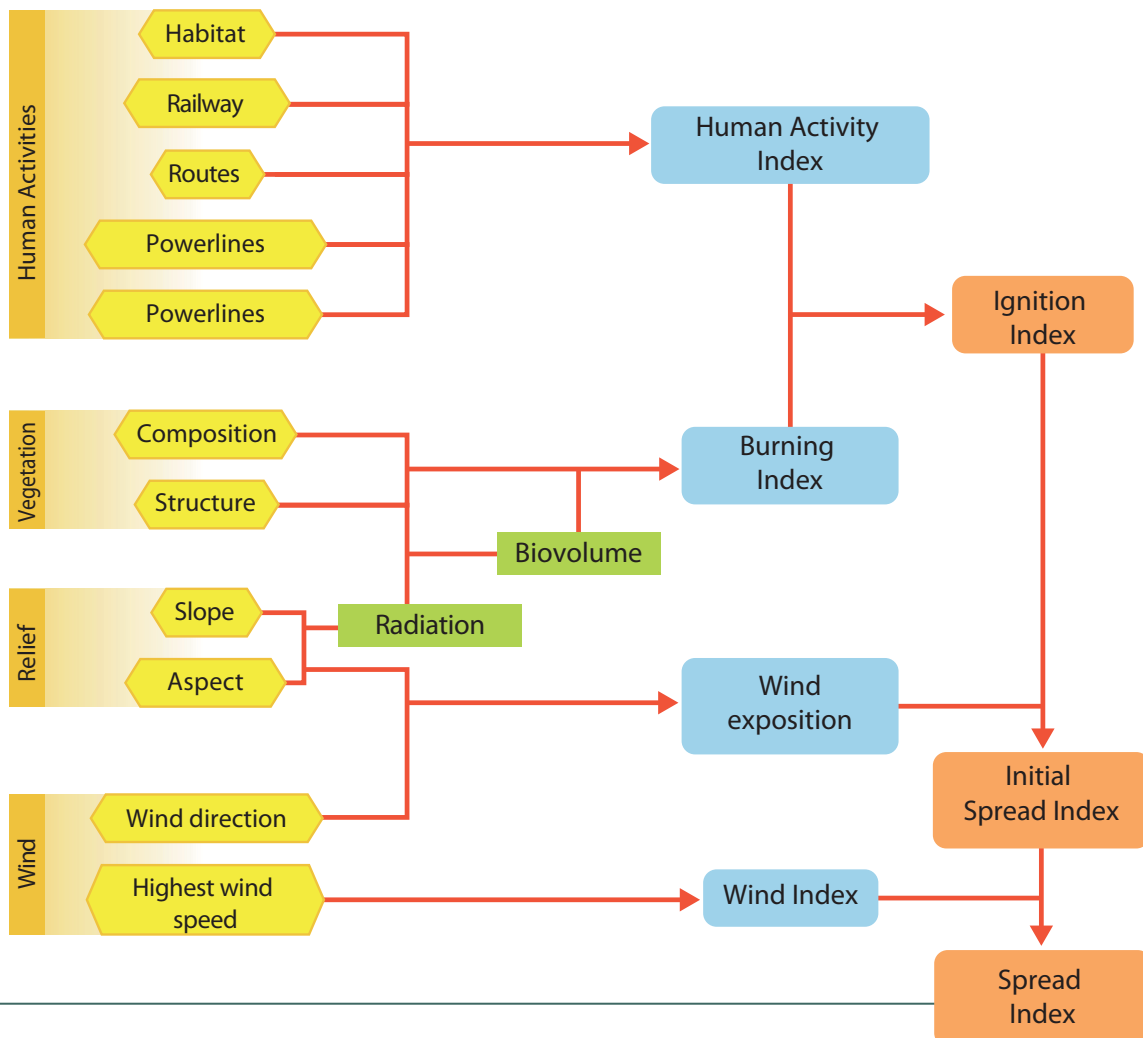 Human Activities
Habitat
Railway
Routes
Powerlines
Powerlines
Human Activity
Index
Ignition
Index
Vegetation
Composition
Structure
Burning
Index
Biovolume
Relief
Slope
Aspect
Radiation
Wind
exposition
Initial
Spread Index
Wind
Wind direction
Highest wind
speed
Wind Index
Spread
Index